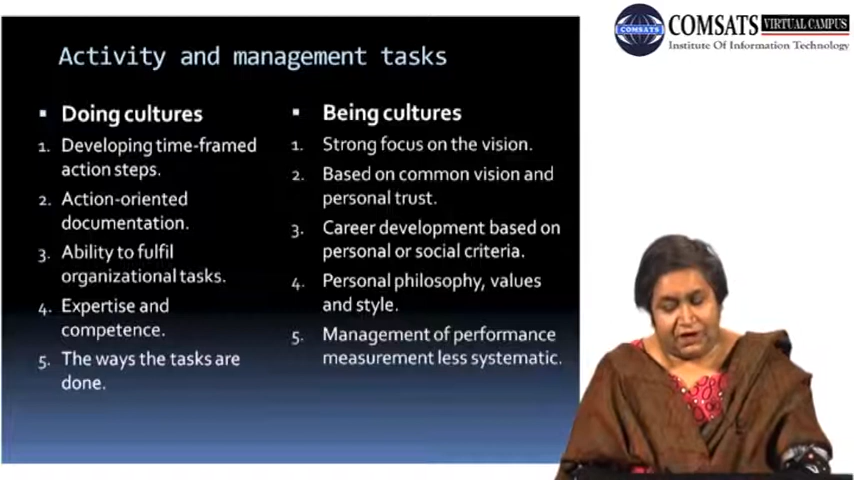 Activity and management tasks
▪ Doing cultures
1. Developing time-framed
action steps.
2. Action-oriented
documentation.
3. Ability to fulfil
organizational tasks.
4. Expertise and
competence.
5. The ways the tasks are
done.
▪ Being cultures
1. Strong focus on the vision.
2. Based on common vision and
personal trust.
3. Career development based on
personal or social criteria.
4. Personal philosophy, values
and style.
5. Management of performance
measurement less systematic.
COMSATS
COMSATS VIRTUAL CAMPUS
Institute Of Information Technology